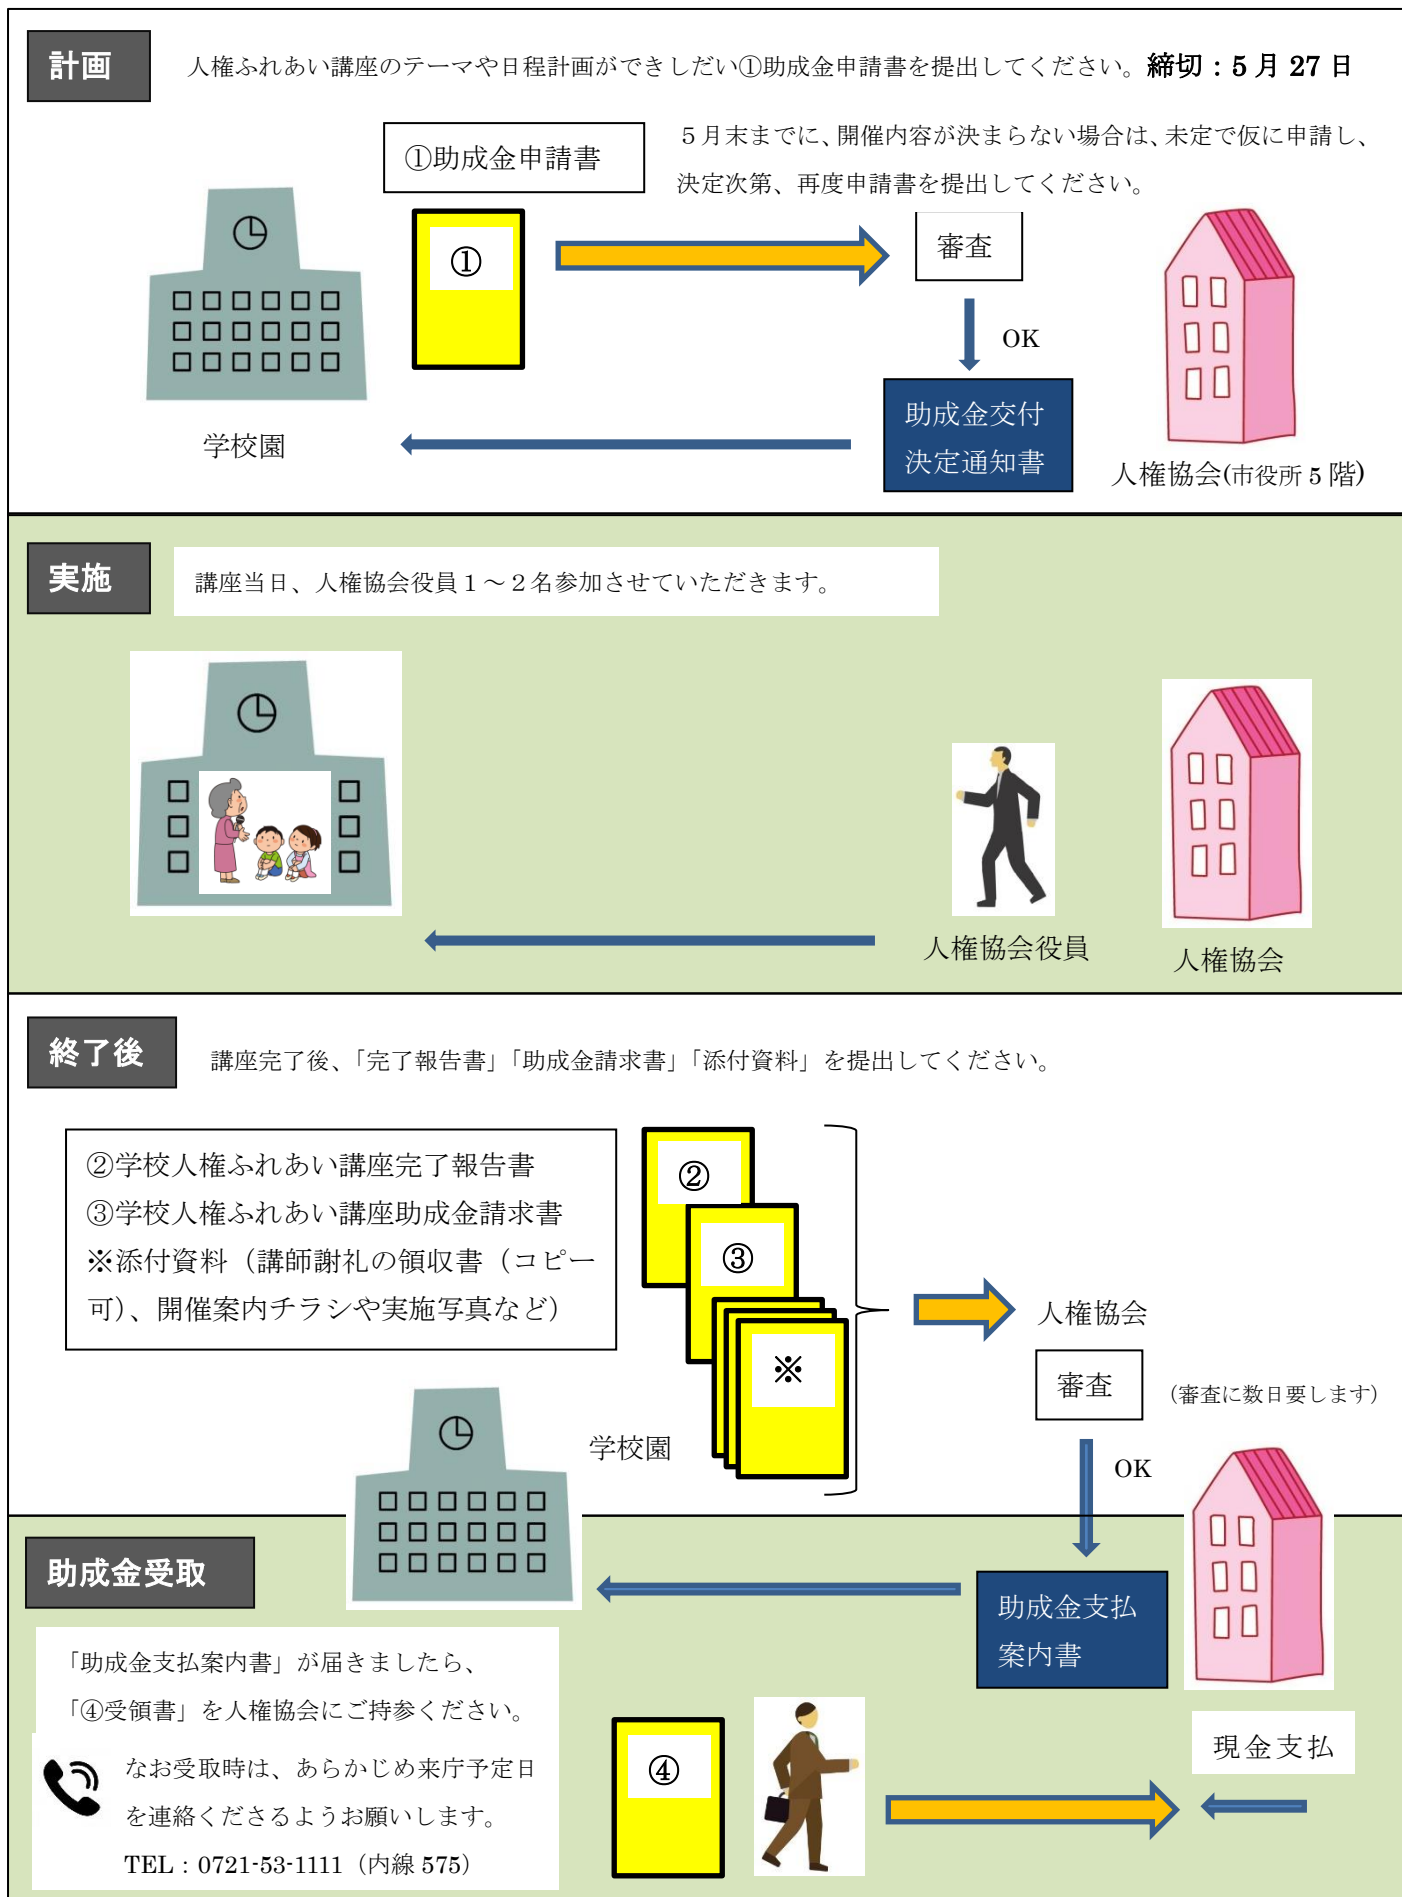 計画
人権ふれあい講座のテーマや日程計画ができしだい①助成金申請書を提出してください。締切：5月27日
①助成金申請書
５月末までに、開催内容が決まらない場合は、未定で仮に申請し、
決定次第、再度申請書を提出してください。
①
審査
OK
助成金交付
決定通知書
学校園
人権協会(市役所5階)
実施
講座当日、人権協会役員１～２名参加させていただきます。
人権協会役員
人権協会
終了後
講座完了後、「完了報告書」「助成金請求書」「添付資料」を提出してください。
②学校人権ふれあい講座完了報告書
③学校人権ふれあい講座助成金請求書
※添付資料（講師謝礼の領収書（コピー
可）、開催案内チラシや実施写真など）
②
③
※
人権協会
審査
（審査に数日要します）
学校園
OK
助成金受取
助成金支払
案内書
「助成金支払案内書」が届きましたら、
「④受領書」を人権協会にご持参ください。
なお受取時は、あらかじめ来庁予定日
を連絡くださるようお願いします。
TEL：0721-53-1111（内線 575）
④
現金支払